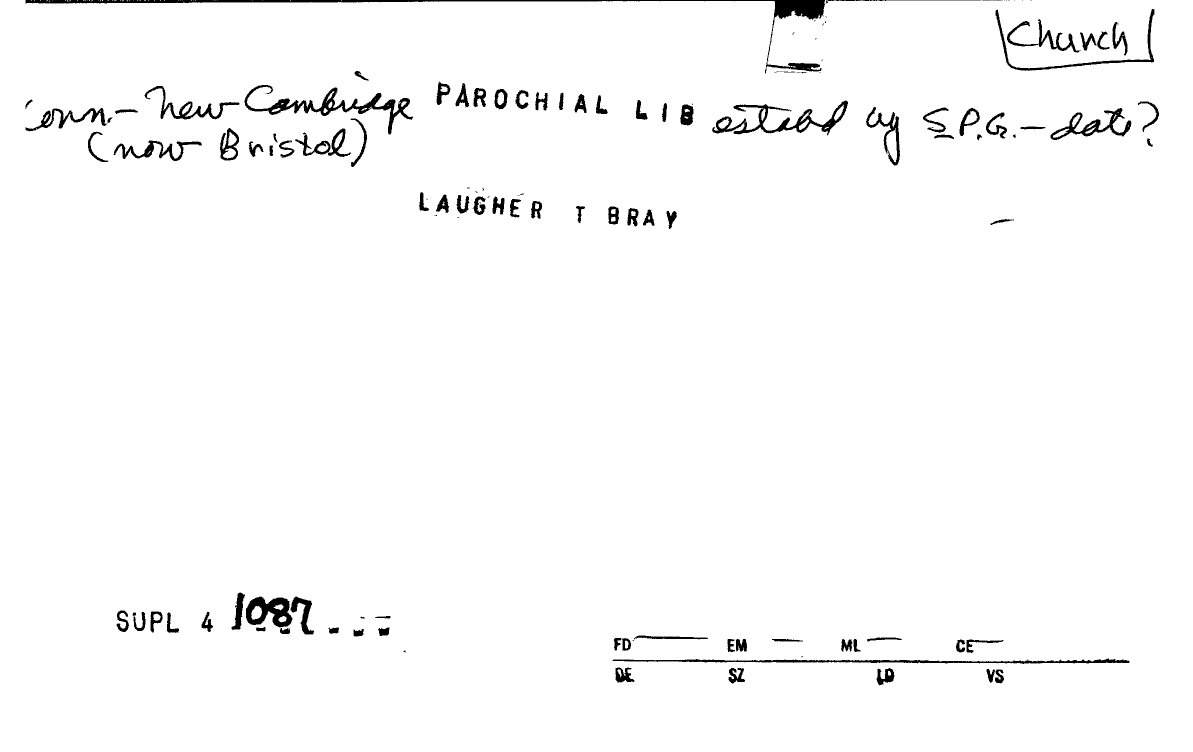 Church
Conn.- New Cambridge PAROCHIAL LIB estabd by S.P.G. - date?
(now Bristol)
LAUGHER T BRAY
SUPL 4 1087
FD EM ML CE
DE SZ LD VS